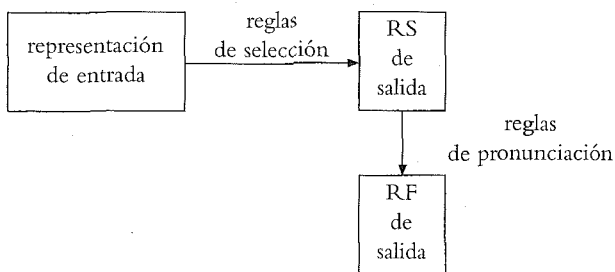 representación
de entrada
reglas
de selección
RS
de
salida
reglas
de pronunciación
RF
de
salida